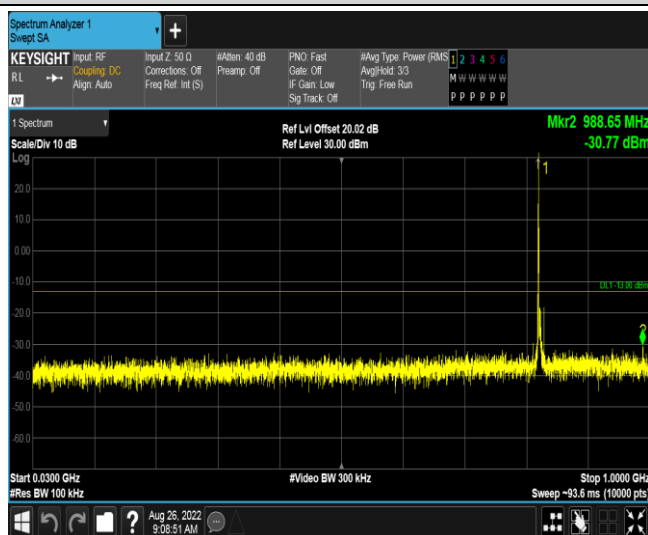 Spectrum Analyzer 1
Swept SA
+
KEYSIGHT
RL
LXI
Input: RF
Coupling: DC
Align: Auto
Input Z: 50 Ω
Corrections: Off
Freq Ref: Int (S)
#Atten: 40 dB
Preamp: Off
PNO: Fast
Gate: Off
IF Gain: Low
Sig Track: Off
#Avg Type: Power (RMS
Avg|Hold: 3/3
Trig: Free Run
1 2 3 4 5 6
M W W W W W
P P P P P P
1 Spectrum
Scale/Div 10 dB
Ref Lvl Offset 20.02 dB
Ref Level 30.00 dBm
Mkr2 988.65 MHz
-30.77 dBm
Log
1
20.0
10.0
0.00
-10.0
DL1 -13.00 dBm
-20.0
-30.0
2
-40.0
-50.0
-60.0
Start 0.0300 GHz
#Video BW 300 kHz
Stop 1.0000 GHz
#Res BW 100 kHz
Sweep ~93.6 ms (10000 pts)
?
Aug 26, 2022
9:08:51 AM